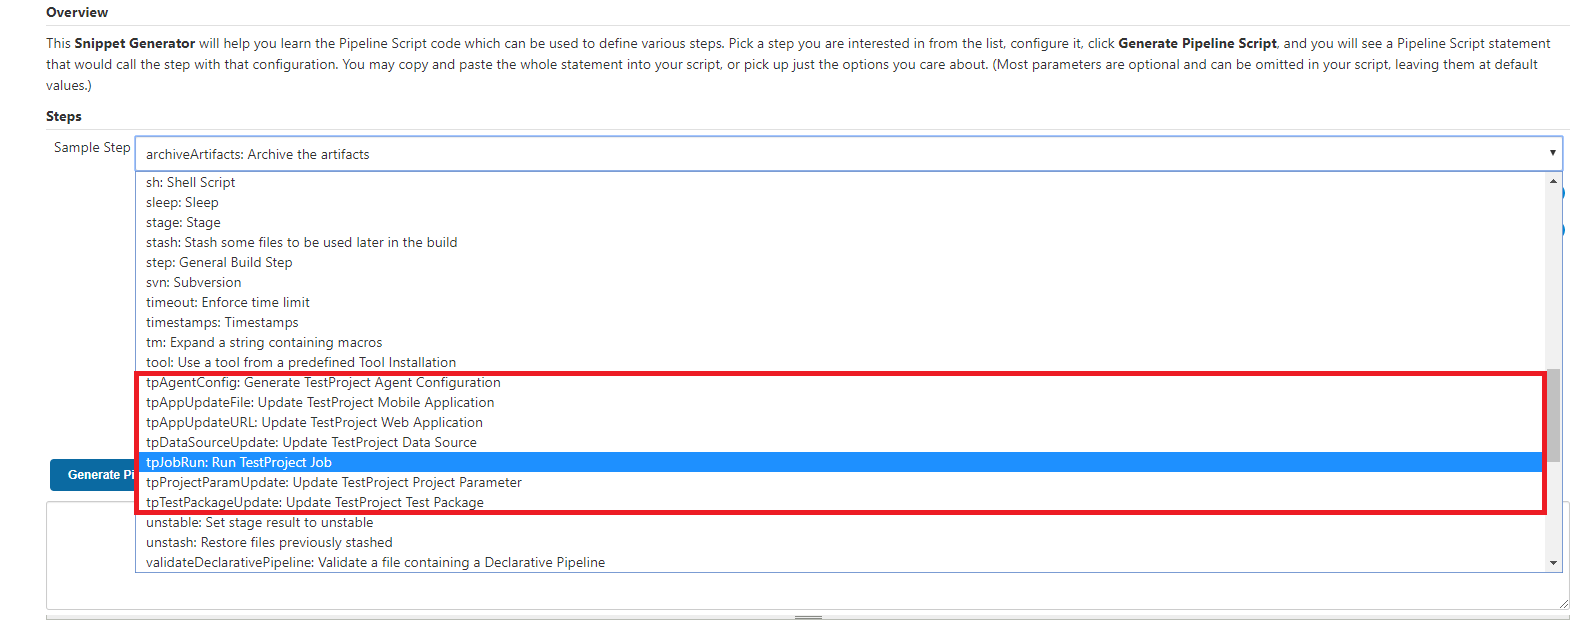 Overview
This Snippet Generator will help you learn the Pipeline Script code which can be used to define various steps. Pick a step you are interested in from the list, configure it, click Generate Pipeline Script, and you will see a Pipeline Script statement
that would call the step with that configuration. You may copy and paste the whole statement into your script, or pick up just the options you care about. (Most parameters are optional and can be omitted in your script, leaving them at default
values.)
Steps
Sample Step
archiveArtifacts: Archive the artifacts
sh: Shell Script
sleep: Sleep
stage: Stage
stash: Stash some files to be used later in the build
step: General Build Step
svn: Subversion
timeout: Enforce time limit
timestamps: Timestamps
tm: Expand a string containing macros
tool: Use a tool from a predefined Tool Installation
tpAgentConfig: Generate TestProject Agent Configuration
tpAppUpdateFile: Update TestProject Mobile Application
tpAppUpdateURL: Update TestProject Web Application
tpDataSourceUpdate: Update TestProject Data Source
tpJobRun: Run TestProject Job
Generate Pi
tpProjectParamUpdate: Update TestProject Project Parameter
tpTestPackageUpdate: Update TestProject Test Package
unstable: Set stage result to unstable
unstash: Restore files previously stashed
validateDeclarativePipeline: Validate a file containing a Declarative Pipeline